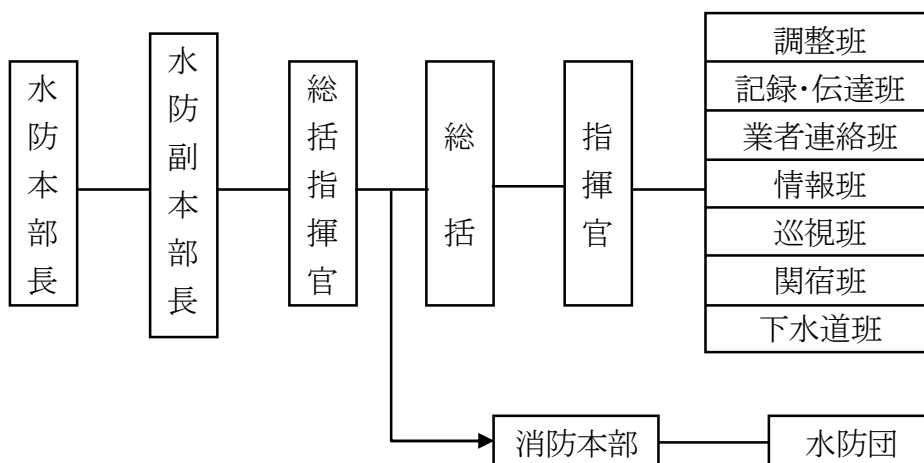 水防本部長
水防副本部長
総括指揮官
総括
指揮官
調整班
記録・伝達班
業者連絡班
情報班
巡視班
関宿班
下水道班
消防本部
水防団